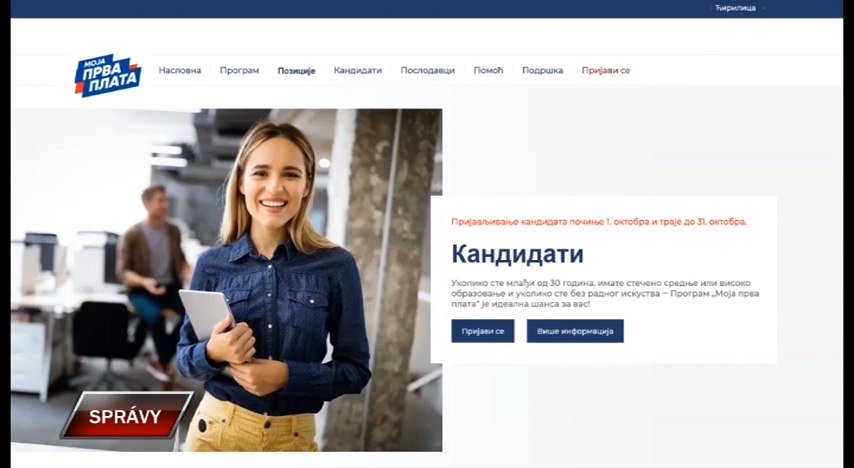 Ћирилица
МОЈА
ПРВА
ПЛАТА
Насловна Програм Позиције Кандидати Послодавци Помоћ Подршка Пријави се
Пријављивање кандидата почиње 1. октобра и траје до 31. октобра.
Кандидати
Уколико сте млађи од 30 година, имате стечено средње или високо
образовање и уколико сте без радног искуства – Програм „Моја прва
плата“ је идеална шанса за вас!
Пријави се Више информација
SPRÁVY